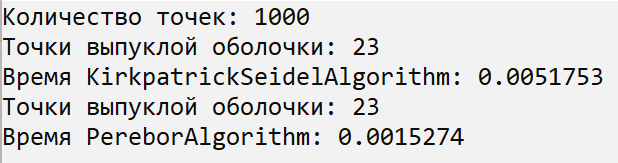 Количество точек: 1000
Точки выпуклой оболочки: 23
Время KirkpatrickSeidelAlgorithm: 0.0051753
Точки выпуклой оболочки: 23
Время PereborAlgorithm: 0.0015274